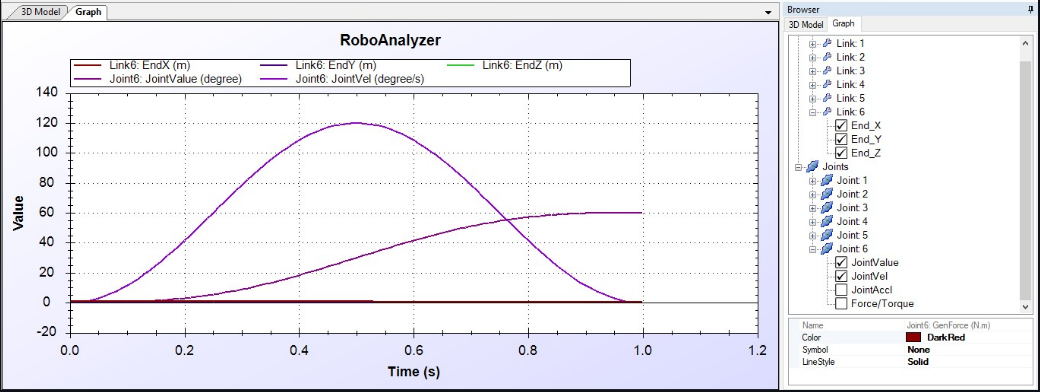 3D Model Graph
RoboAnalyzer
Link6: EndX (m) Link6: EndY (m) Link6: EndZ (m)
Joint6: JointValue (degree) Joint6: JointVel (degree/s)
140
120
100
80
60
40
20
0
-20
Value
0.0 0.2 0.4 0.6 0.8 1.0 1.2
Time (s)
Browser
3D Model Graph
Link: 1
Link: 2
Link: 3
Link: 4
Link: 5
Link: 6
End_X
End_Y
End_Z
Joints
Joint: 1
Joint: 2
Joint: 3
Joint: 4
Joint: 5
Joint: 6
JointValue
JointVel
JointAccl
Force/Torque
Name Joint6: GenForce (N.m)
Color DarkRed
Symbol None
LineStyle Solid